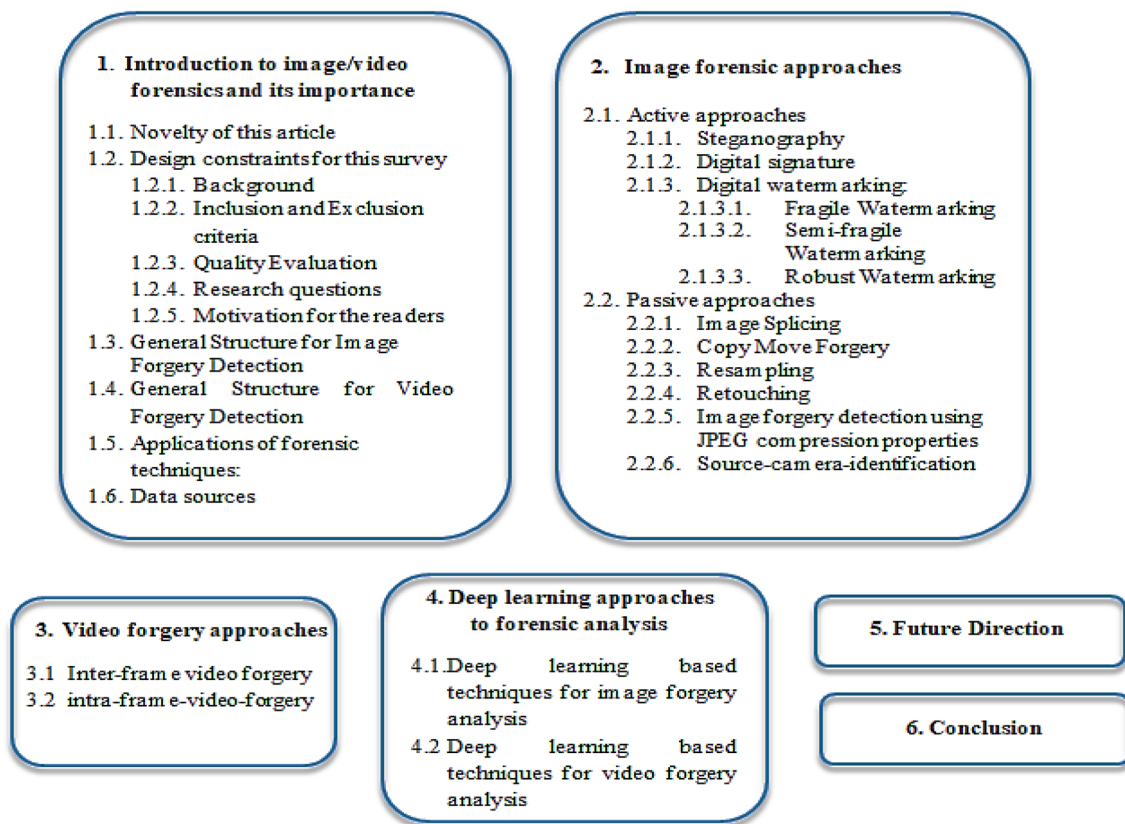 1. Introduction to image/video
forensics and its importance
1.1. Novelty of this article
1.2. Design constraints for this survey
1.2.1. Background
1.2.2. Inclusion and Exclusion
criteria
1.2.3. Quality Evaluation
1.2.4. Research questions
1.2.5. Motivation for the readers
1.3. General Structure for Image
Forgery Detection
1.4. General Structure for Video
Forgery Detection
1.5. Applications of forensic
techniques:
1.6. Data sources
2. Image forensic approaches
2.1. Active approaches
2.1.1. Steganography
2.1.2. Digital signature
2.1.3. Digital watermarking:
2.1.3.1. Fragile Watermarking
2.1.3.2. Semi-fragile
Watermarking
2.1.3.3. Robust Watermarking
2.2. Passive approaches
2.2.1. Image Splicing
2.2.2. Copy Move Forgery
2.2.3. Resampling
2.2.4. Retouching
2.2.5. Image forgery detection using
JPEG compression properties
2.2.6. Source-camera-identification
3. Video forgery approaches
3.1 Inter-frame video forgery
3.2 intra-frame-video-forgery
4. Deep learning approaches
to forensic analysis
4.1. Deep learning based
techniques for image forgery
analysis
4.2 Deep learning based
techniques for video forgery
analysis
5. Future Direction
6. Conclusion